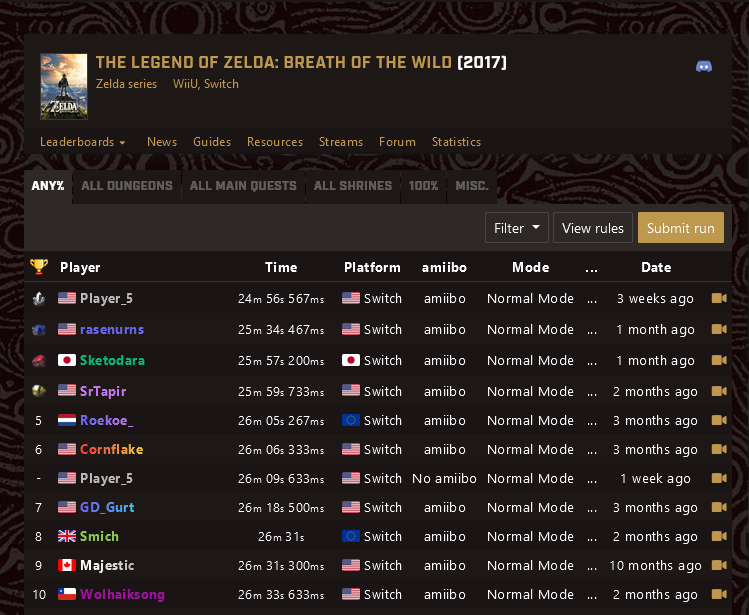 THE LEGEND OF ZELDA: BREATH OF THE WILD (2017)
Zelda series WiiU, Switch
ZELDA
Leaderboards News Guides Resources Streams Forum Statistics
ANY% ALL DUNGEONS ALL MAIN QUESTS ALL SHRINES 100% MISC.
Filter View rules Submit run
Player Time Platform amiibo Mode ... Date
Player_5 24m 56s 567ms Switch amiibo Normal Mode ... 3 weeks ago
rasenurns 25m 34s 467ms Switch amiibo Normal Mode ... 1 month ago
Sketodara 25m 57s 200ms Switch amiibo Normal Mode ... 1 month ago
SrTapir 25m 59s 733ms Switch amiibo Normal Mode ... 2 months ago
5 Roekoe_ 26m 05s 267ms Switch amiibo Normal Mode ... 3 months ago
6 Cornflake 26m 06s 333ms Switch amiibo Normal Mode ... 3 months ago
- Player_5 26m 09s 633ms Switch No amiibo Normal Mode ... 1 week ago
7 GD_Gurt 26m 18s 500ms Switch amiibo Normal Mode ... 3 months ago
8 Smich 26m 31s Switch amiibo Normal Mode ... 2 months ago
9 Majestic 26m 31s 300ms Switch amiibo Normal Mode ... 10 months ago
10 Wolhaiksong 26m 33s 633ms Switch amiibo Normal Mode ... 2 months ago